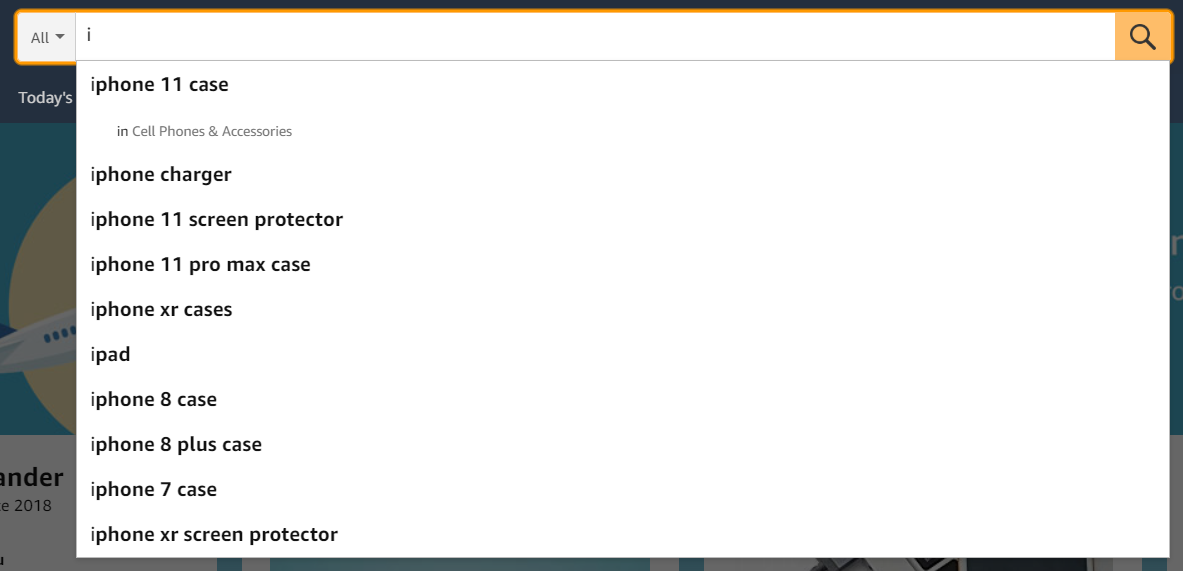 All
i
Today's
iphone 11 case
in Cell Phones & Accessories
iphone charger
iphone 11 screen protector
iphone 11 pro max case
iphone xr cases
ipad
iphone 8 case
iphone 8 plus case
ander
iphone 7 case
2018
iphone xr screen protector